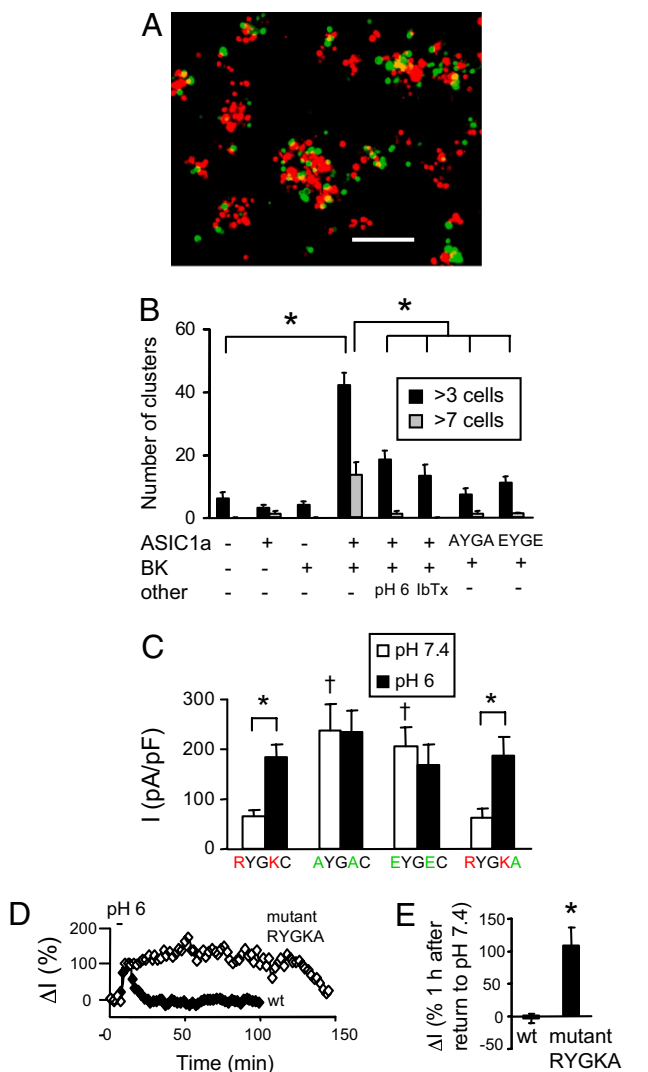 A
B
*
*
60
40
20
0
Number of clusters
>3 cells
>7 cells
ASIC1a - + - + + + AYGA EYGE
BK - - + + + + + +
other - - - - pH 6 IbTx - -
C
pH 7.4
pH 6
*
†
†
*
300
200
100
0
I (pA/pF)
RYGKC AYGAC EYGEC RYGKA
D
pH 6
mutant
RYGKA
200
100
0
ΔI (%)
wt
-0 50 100 150
Time (min)
E
*
150
100
50
0
-50
ΔI (% 1 h after
return to pH 7.4)
wt mutant
RYGKA